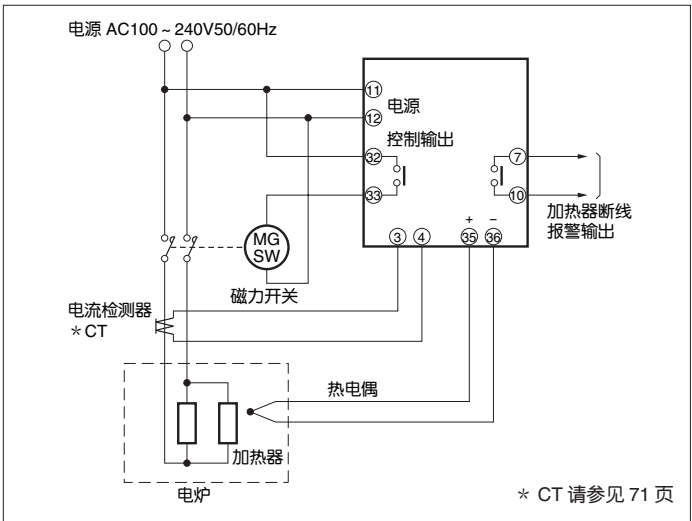 电源 AC100～240V50/60Hz
11
电源
12
控制输出
32
7
33
10
加热器断线
报警输出
+ −
3 4 35 36
MG
SW
磁力开关
电流检测器
＊CT
热电偶
加热器
电炉
＊ CT 请参见 71 页